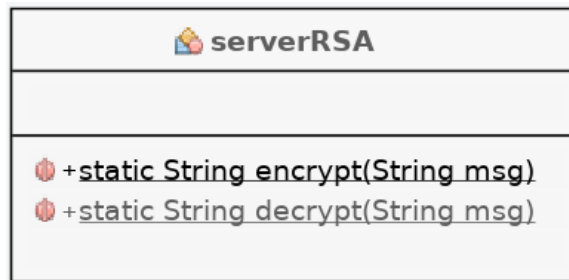 serverRSA
+static String encrypt(String msg)
+static String decrypt(String msg)